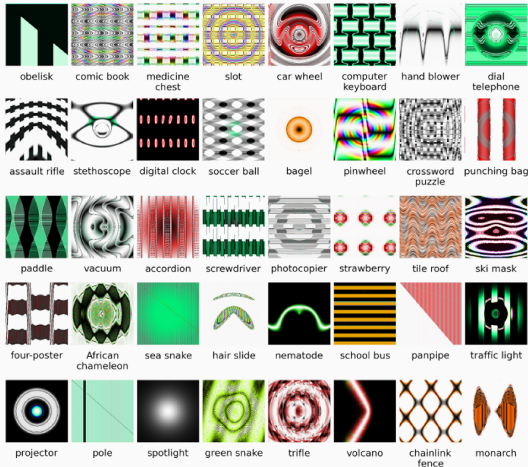 obelisk
comic book
medicine
chest
slot
car wheel
computer
keyboard
hand blower
dial
telephone
assault rifle
stethoscope
digital clock
soccer ball
bagel
pinwheel
crossword
puzzle
punching bag
paddle
vacuum
accordion
screwdriver
photocopier
strawberry
tile roof
ski mask
four-poster
African
chameleon
sea snake
hair slide
nematode
school bus
panpipe
traffic light
projector
pole
spotlight
green snake
trifle
volcano
chainlink
fence
monarch